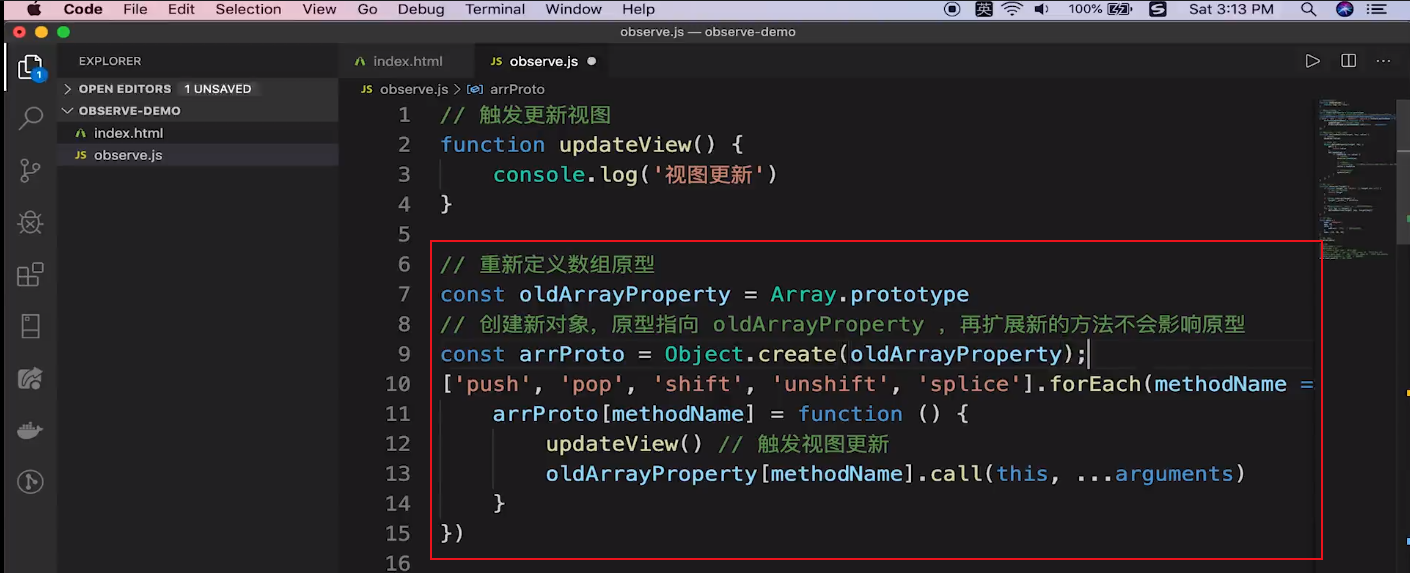 Code File Edit Selection View Go Debug Terminal Window Help 英 100% S Sat 3:13 PM
observe.js — observe-demo
EXPLORER
OPEN EDITORS 1 UNSAVED
OBSERVE-DEMO
index.html
JS observe.js
1
index.html JS observe.js
JS observe.js > arrProto
1 // 触发更新视图
2 function updateView() {
3 console.log('视图更新')
4 }
5
6 // 重新定义数组原型
7 const oldArrayProperty = Array.prototype
8 // 创建新对象，原型指向 oldArrayProperty ，再扩展新的方法不会影响原型
9 const arrProto = Object.create(oldArrayProperty);
10 ['push', 'pop', 'shift', 'unshift', 'splice'].forEach(methodName =
11 arrProto[methodName] = function () {
12 updateView() // 触发视图更新
13 oldArrayProperty[methodName].call(this, ...arguments)
14 }
15 })
16